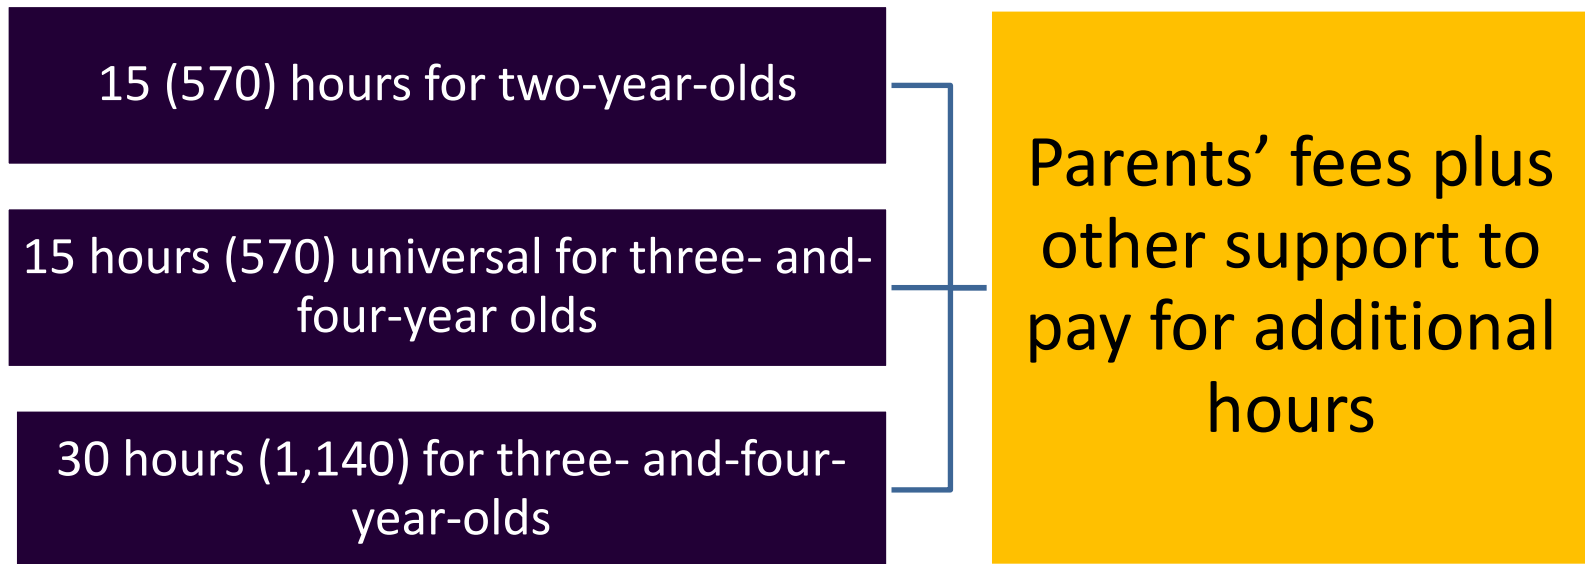 15 (570) hours for two-year-olds
15 hours (570) universal for three- and-
four-year olds
30 hours (1,140) for three- and-four-
year-olds
Parents’ fees plus
other support to
pay for additional
hours